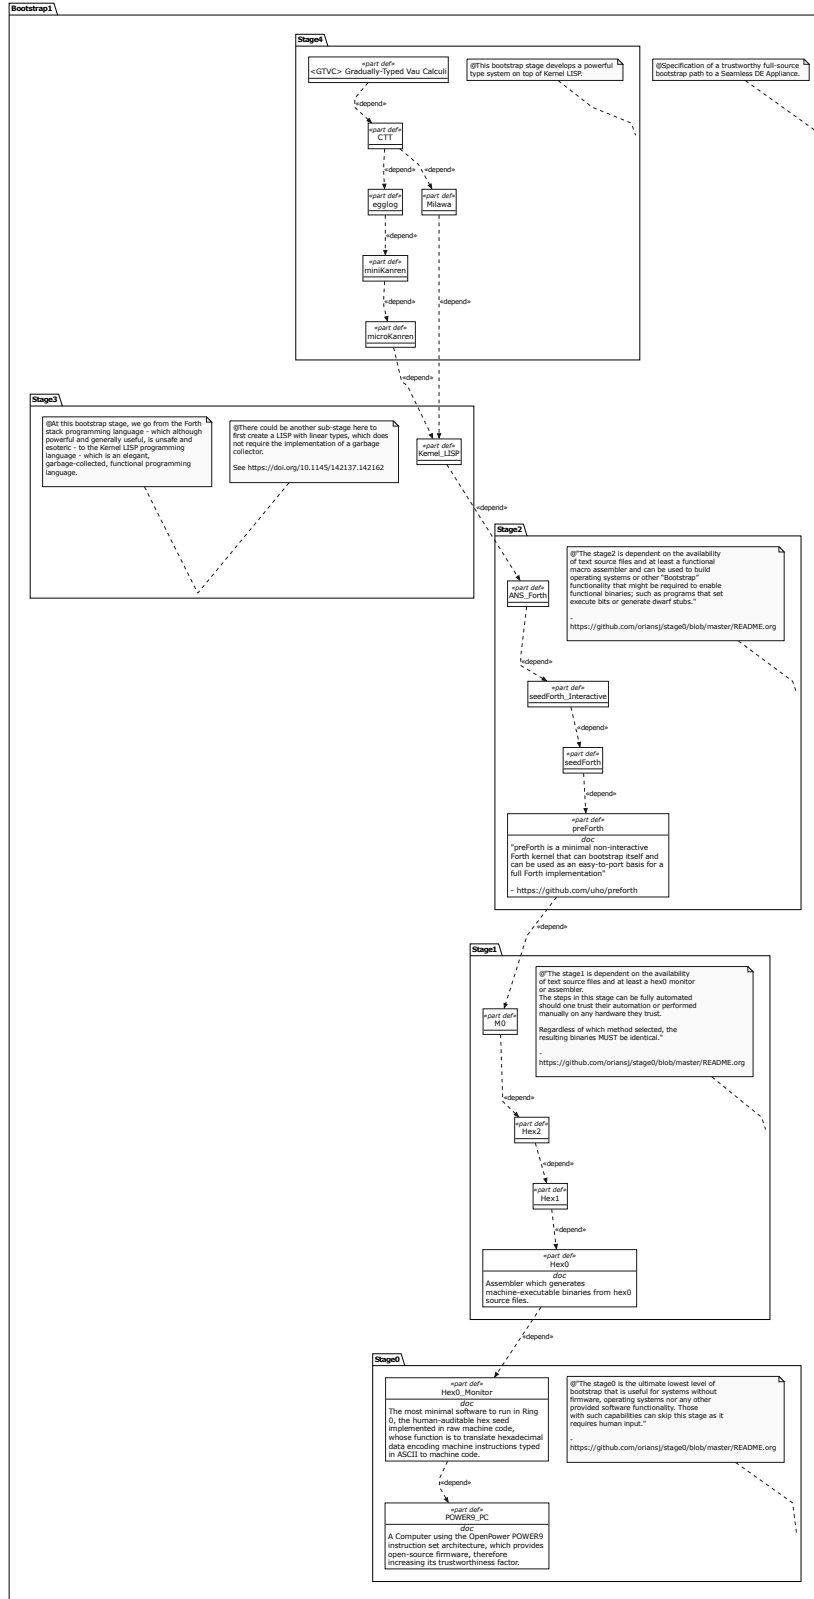 Bootstrap1
Stage4
«part def»
<GTVC> Gradually-Typed Vau Calculi
@This bootstrap stage develops a powerful
type system on top of Kernel LISP.
@Specification of a trustworthy full-source
bootstrap path to a Seamless DE Appliance.
«depend»
«part def»
CTT
«depend»
«depend»
«part def»
egglog
«part def»
Milawa
«depend»
«part def»
miniKanren
«depend»
«depend»
«part def»
microKanren
«depend»
Stage3
@At this bootstrap stage, we go from the Forth
stack programming language - which although
powerful and generally useful, is unsafe and
esoteric - to the Kernel LISP programming
language - which is an elegant,
garbage-collected, functional programming
language.
@There could be another sub-stage here to
first create a LISP with linear types, which does
not require the implementation of a garbage
collector.
See https://doi.org/10.1145/142137.142162
«part def»
Kernel_LISP
«depend»
Stage2
@"The stage2 is dependent on the availability
of text source files and at least a functional
macro assembler and can be used to build
operating systems or other "Bootstrap"
functionality that might be required to enable
functional binaries; such as programs that set
execute bits or generate dwarf stubs."
-
https://github.com/oriansj/stage0/blob/master/README.org
«part def»
ANS_Forth
«depend»
«part def»
seedForth_Interactive
«depend»
«part def»
seedForth
«depend»
«part def»
preForth
doc
"preForth is a minimal non-interactive
Forth kernel that can bootstrap itself and
can be used as an easy-to-port basis for a
full Forth implementation"
- https://github.com/uho/preforth
«depend»
Stage1
@"The stage1 is dependent on the availability
of text source files and at least a hex0 monitor
or assembler.
The steps in this stage can be fully automated
should one trust their automation or performed
manually on any hardware they trust.
Regardless of which method selected, the
resulting binaries MUST be identical."
-
https://github.com/oriansj/stage0/blob/master/README.org
«part def»
M0
«depend»
«part def»
Hex2
«depend»
«part def»
Hex1
«depend»
«part def»
Hex0
doc
Assembler which generates
machine-executable binaries from hex0
source files.
«depend»
Stage0
«part def»
Hex0_Monitor
doc
The most minimal software to run in Ring
0, the human-auditable hex seed
implemented in raw machine code,
whose function is to translate hexadecimal
data encoding machine instructions typed
in ASCII to machine code.
@"The stage0 is the ultimate lowest level of
bootstrap that is useful for systems without
firmware, operating systems nor any other
provided software functionality. Those
with such capabilities can skip this stage as it
requires human input."
-
https://github.com/oriansj/stage0/blob/master/README.org
«depend»
«part def»
POWER9_PC
doc
A Computer using the OpenPower POWER9
instruction set architecture, which provides
open-source firmware, therefore
increasing its trustworthiness factor.